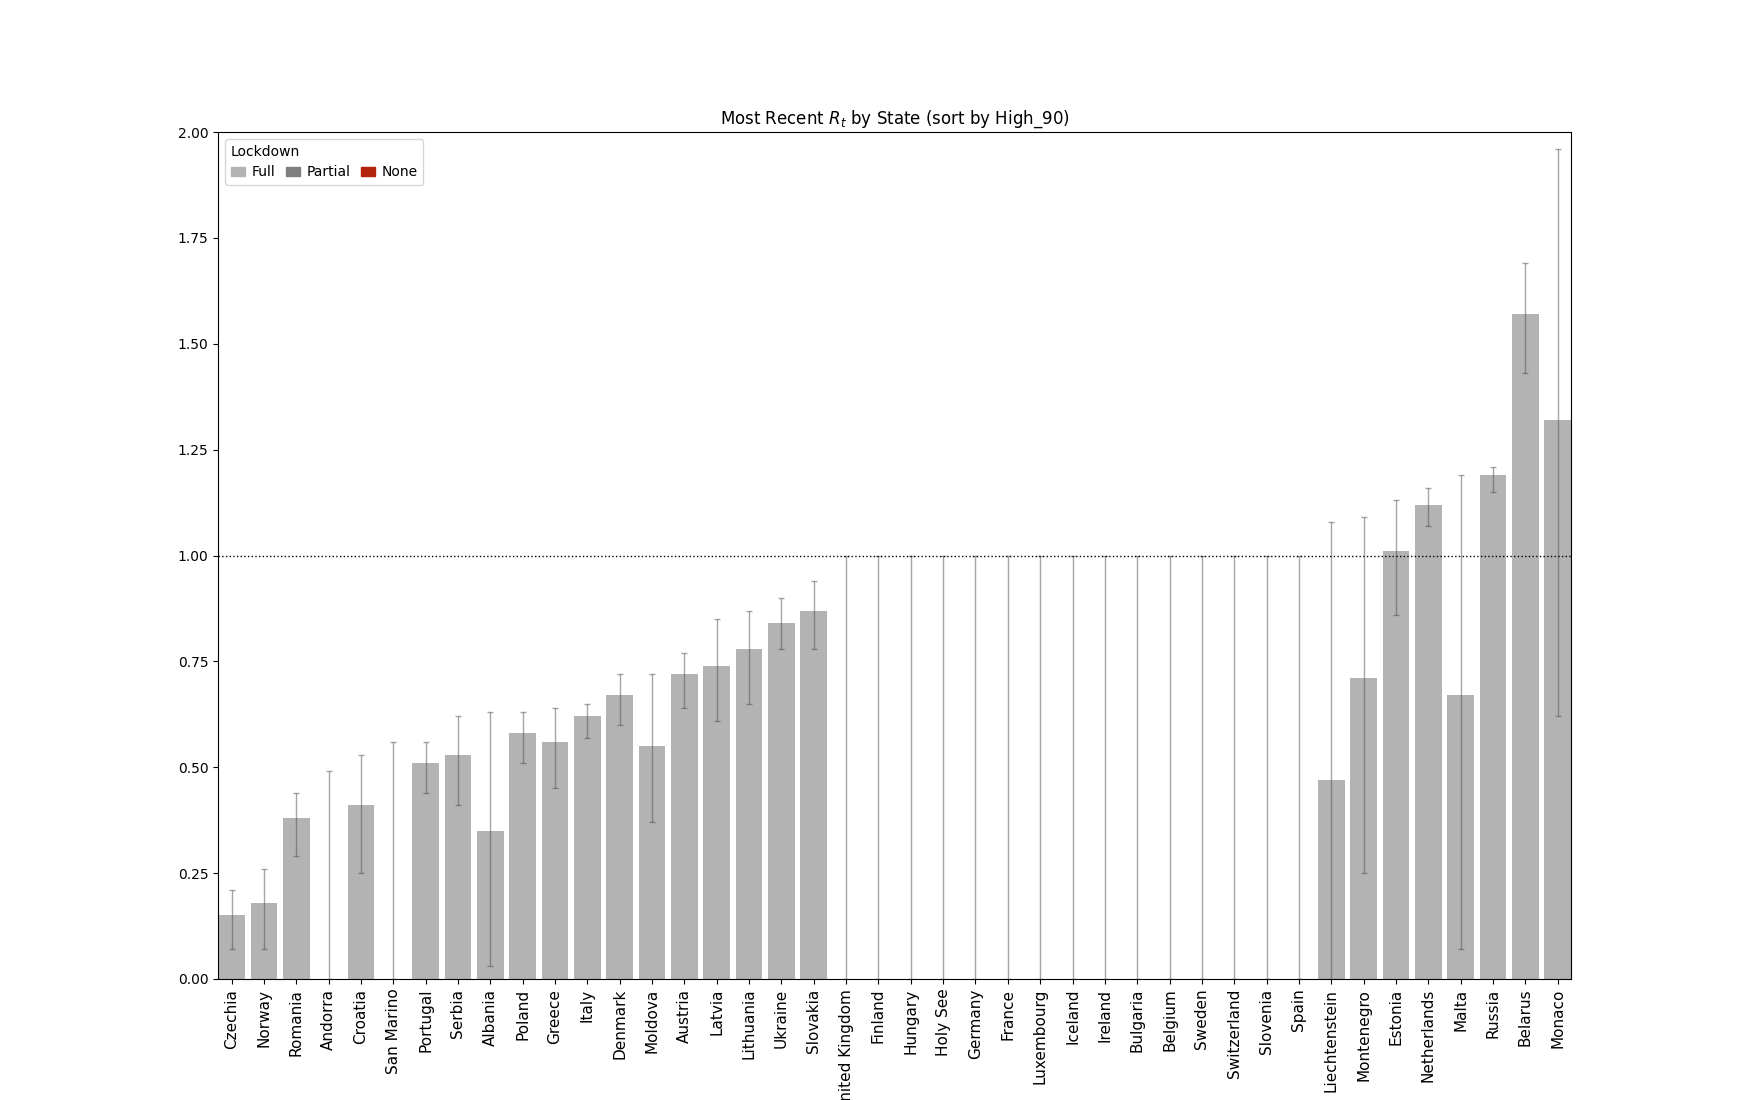 Most Recent R_t by State (sort by High_90)
Lockdown
Full Partial None
2.00
1.75
1.50
1.25
1.00
0.75
0.50
0.25
0.00
Czechia
Norway
Romania
Andorra
Croatia
San Marino
Portugal
Serbia
Albania
Poland
Greece
Italy
Denmark
Moldova
Austria
Latvia
Lithuania
Ukraine
Slovakia
nited Kingdom
Finland
Hungary
Holy See
Germany
France
Luxembourg
Iceland
Ireland
Bulgaria
Belgium
Sweden
Switzerland
Slovenia
Spain
Liechtenstein
Montenegro
Estonia
Netherlands
Malta
Russia
Belarus
Monaco